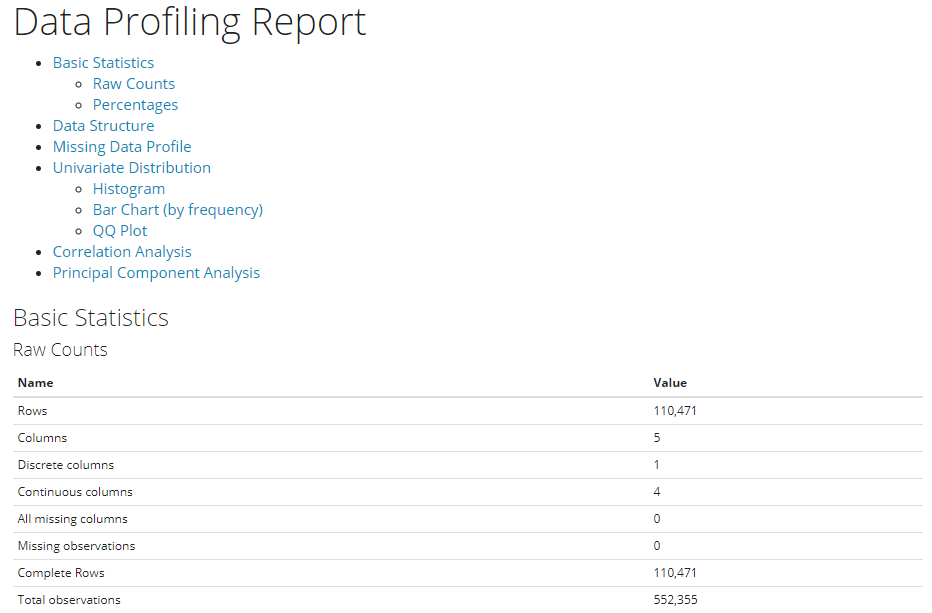 Data Profiling Report
Basic Statistics
Raw Counts
Percentages
Data Structure
Missing Data Profile
Univariate Distribution
Histogram
Bar Chart (by frequency)
QQ Plot
Correlation Analysis
Principal Component Analysis
Basic Statistics
Raw Counts
Name Value
Rows 110,471
Columns 5
Discrete columns 1
Continuous columns 4
All missing columns 0
Missing observations 0
Complete Rows 110,471
Total observations 552,355